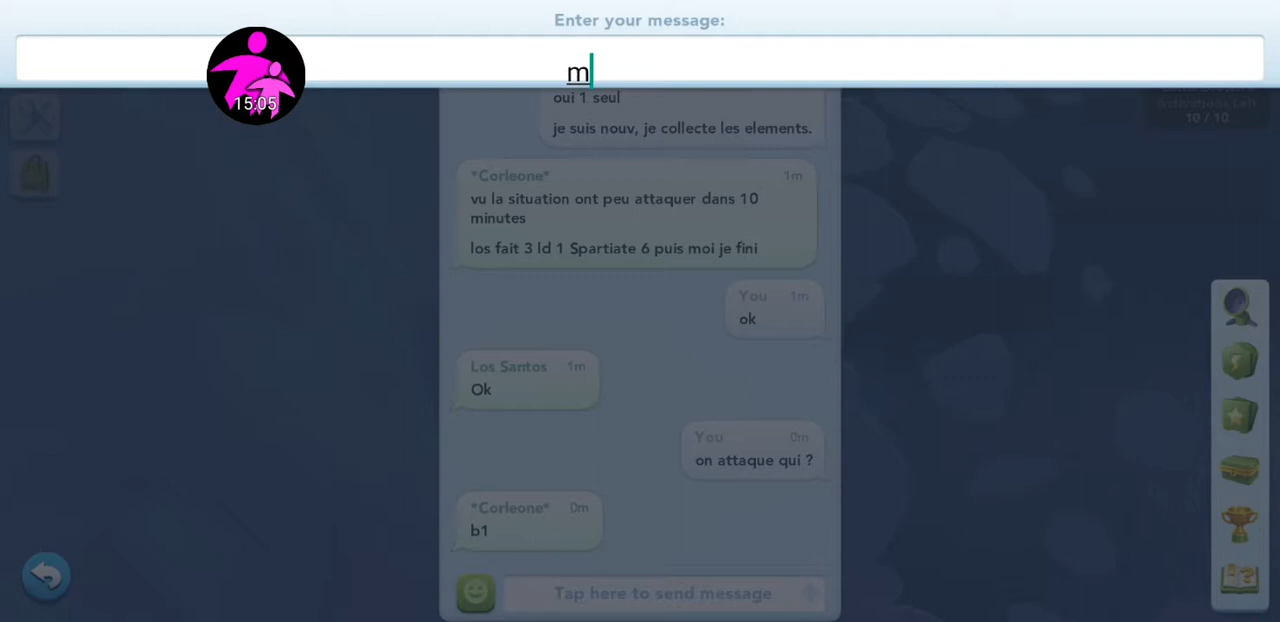 Enter your message:
m
15:05
Activations Left
10 / 10
oui 1 seul
je suis nouv, je collecte les elements.
*Corleone* 1m
vu la situation ont peu attaquer dans 10
minutes
los fait 3 ld 1 Spartiate 6 puis moi je fini
You 1m
ok
Los Santos 1m
Ok
You 0m
on attaque qui ?
*Corleone* 0m
b1
Tap here to send message